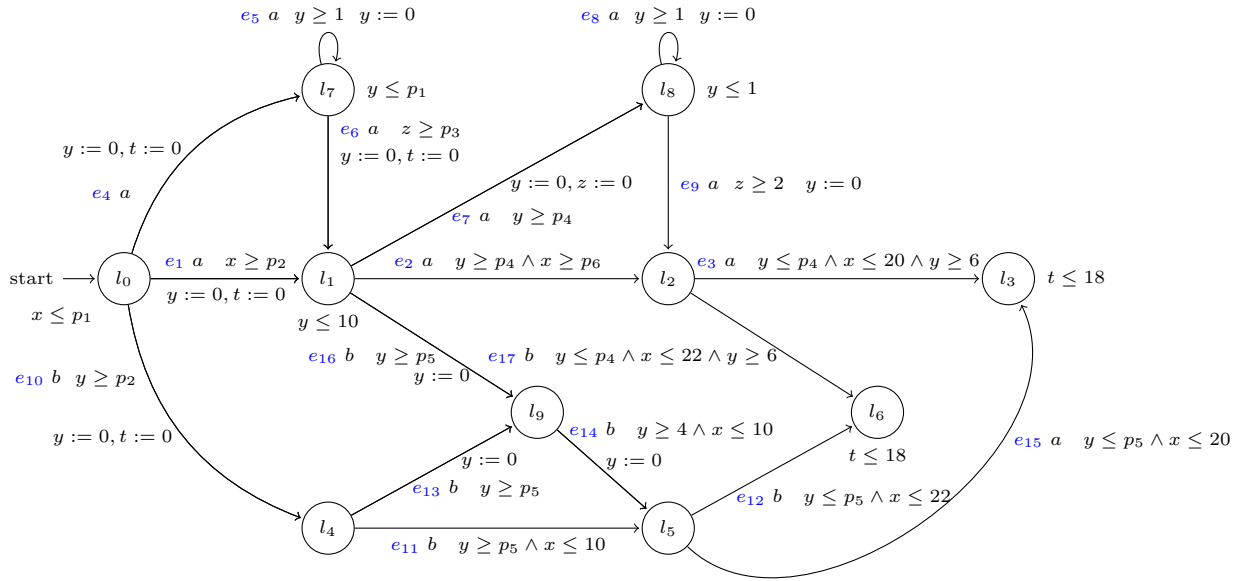 e5 a y ≥ 1 y := 0
e8 a y ≥ 1 y := 0
l7 y ≤ p1
l8 y ≤ 1
e6 a z ≥ p3
y := 0, t := 0
y := 0, t := 0
e4 a
y := 0, z := 0
e9 a z ≥ 2 y := 0
e7 a y ≥ p4
e1 a x ≥ p2
e2 a y ≥ p4 ∧ x ≥ p6
e3 a y ≤ p4 ∧ x ≤ 20 ∧ y ≥ 6
start l0 l1 l2 l3 t ≤ 18
y := 0, t := 0
x ≤ p1
y ≤ 10
e16 b y ≥ p5
e17 b y ≤ p4 ∧ x ≤ 22 ∧ y ≥ 6
e10 b y ≥ p2
y := 0
l9 l6
e14 b y ≥ 4 ∧ x ≤ 10
y := 0, t := 0
e15 a y ≤ p5 ∧ x ≤ 20
t ≤ 18
y := 0
y := 0
e13 b y ≥ p5
e12 b y ≤ p5 ∧ x ≤ 22
l4 l5
e11 b y ≥ p5 ∧ x ≤ 10